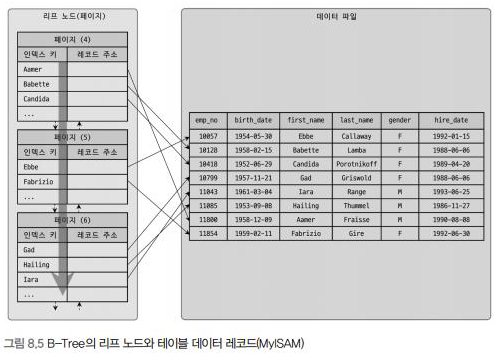 리프 노드(페이지)
페이지 (4)
인덱스 키 레코드 주소
Aamer
Babette
Candida
...
페이지 (5)
인덱스 키 레코드 주소
Ebbe
Fabrizio
...
페이지 (6)
인덱스 키 레코드 주소
Gad
Hailing
Iara
...
데이터 파일
emp_no birth_date first_name last_name gender hire_date
10057 1954-05-30 Ebbe Callaway F 1992-01-15
10128 1958-02-15 Babette Lamba F 1988-06-06
10418 1952-06-29 Candida Porotnikoff F 1989-04-20
10799 1957-11-21 Gad Griswold F 1988-06-06
11043 1961-03-04 Iara Range M 1993-06-25
11085 1953-09-08 Hailing Thummel M 1986-11-27
11800 1958-12-09 Aamer Fraisse M 1990-08-08
11854 1959-02-11 Fabrizio Gire F 1992-06-30
그림 8.5 B-Tree의 리프 노드와 테이블 데이터 레코드(MyISAM)